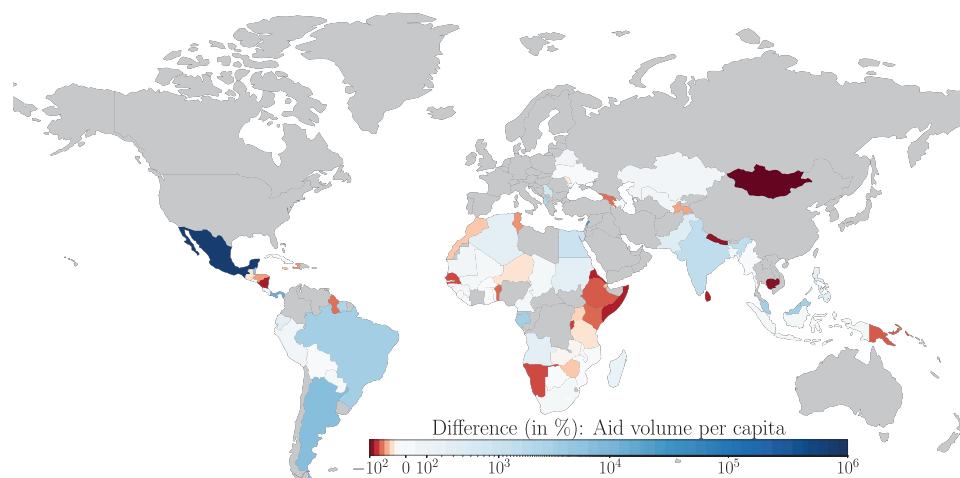 Difference (in %): Aid volume per capita
−10² 0 10² 10³ 10⁴ 10⁵ 10⁶